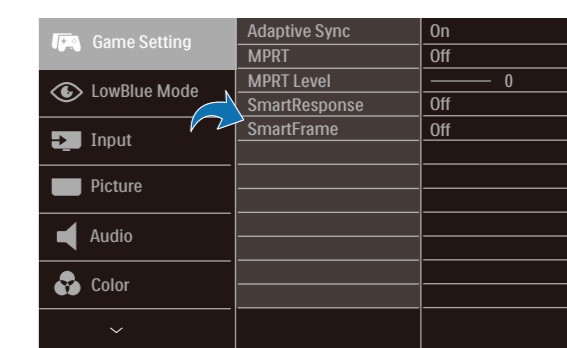 Game Setting
LowBlue Mode
Input
Picture
Audio
Color
Adaptive Sync On
MPRT Off
MPRT Level 0
SmartResponse Off
SmartFrame Off